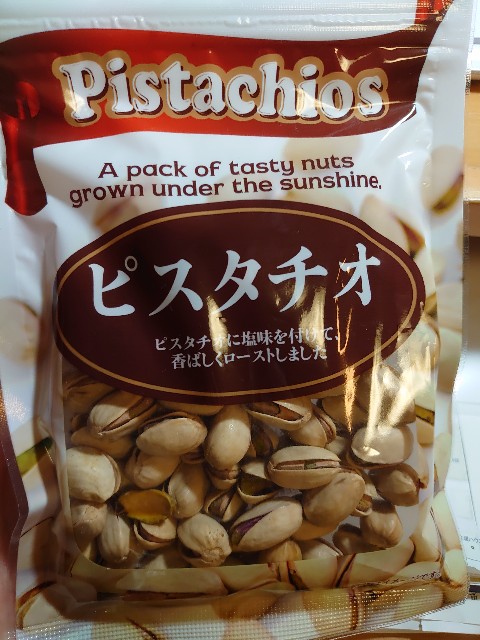 Pistachios
A pack of tasty nuts
grown under the sunshine.
ピスタチオ
ピスタチオに塩味を付けて、
香ばしくローストしました